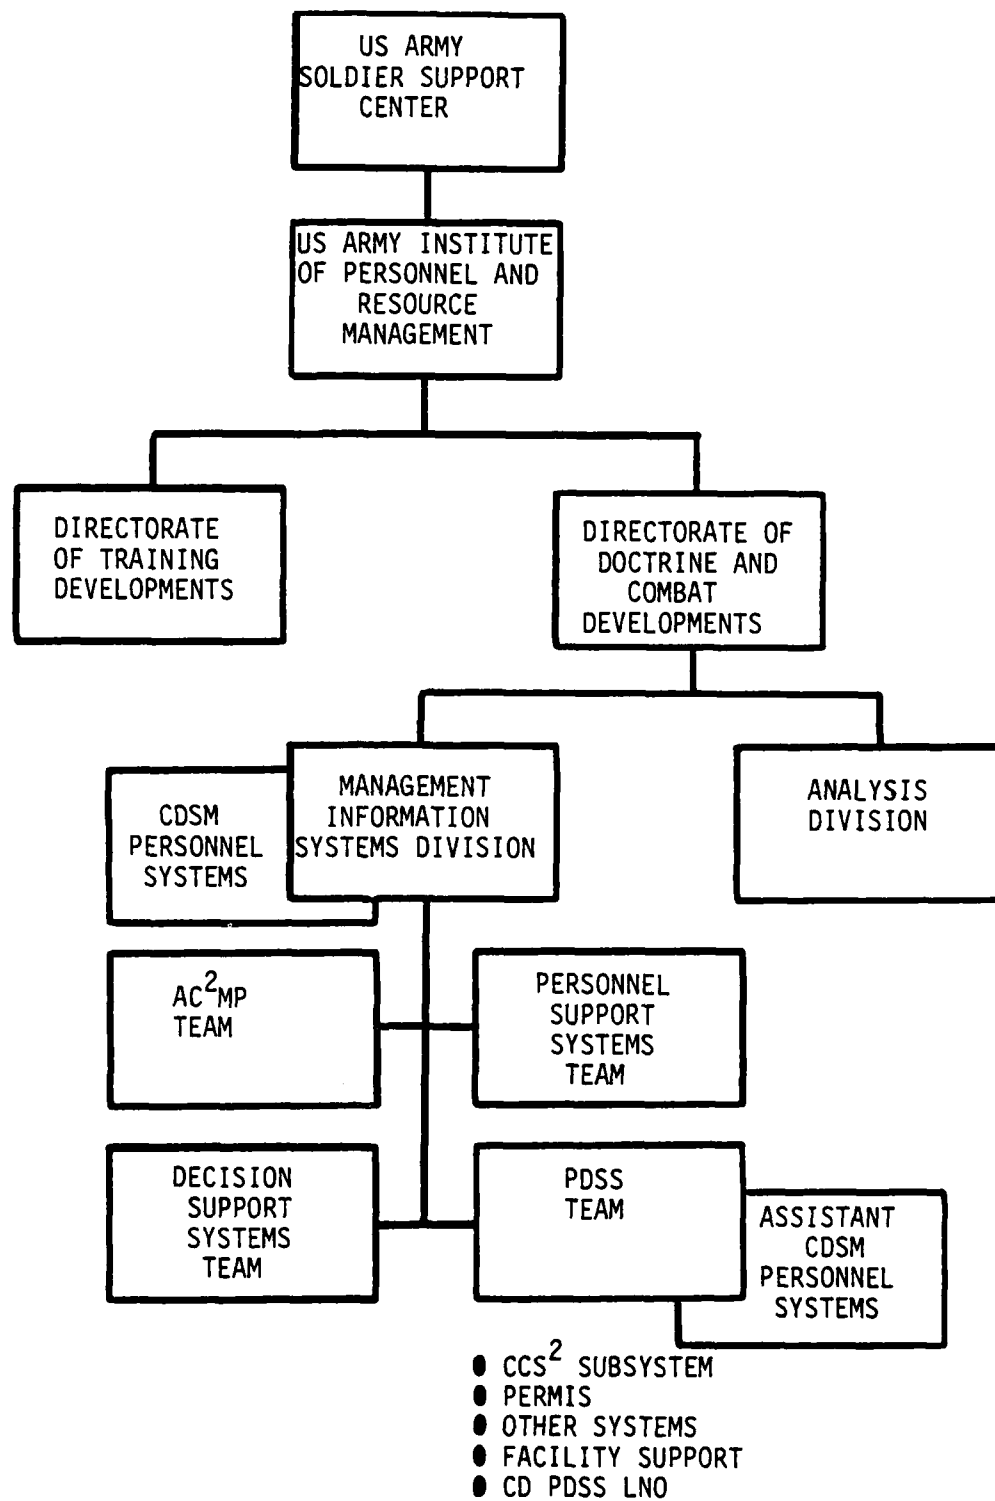 US ARMY
SOLDIER SUPPORT
CENTER
US ARMY INSTITUTE
OF PERSONNEL AND
RESOURCE
MANAGEMENT
DIRECTORATE
OF TRAINING
DEVELOPMENTS
DIRECTORATE OF
DOCTRINE AND
COMBAT
DEVELOPMENTS
CDSM
PERSONNEL
SYSTEMS
MANAGEMENT
INFORMATION
SYSTEMS DIVISION
ANALYSIS
DIVISION
AC²MP
TEAM
PERSONNEL
SUPPORT
SYSTEMS
TEAM
DECISION
SUPPORT
SYSTEMS
TEAM
PDSS
TEAM
ASSISTANT
CDSM
PERSONNEL
SYSTEMS
● CCS² SUBSYSTEM
● PERMIS
● OTHER SYSTEMS
● FACILITY SUPPORT
● CD PDSS LNO